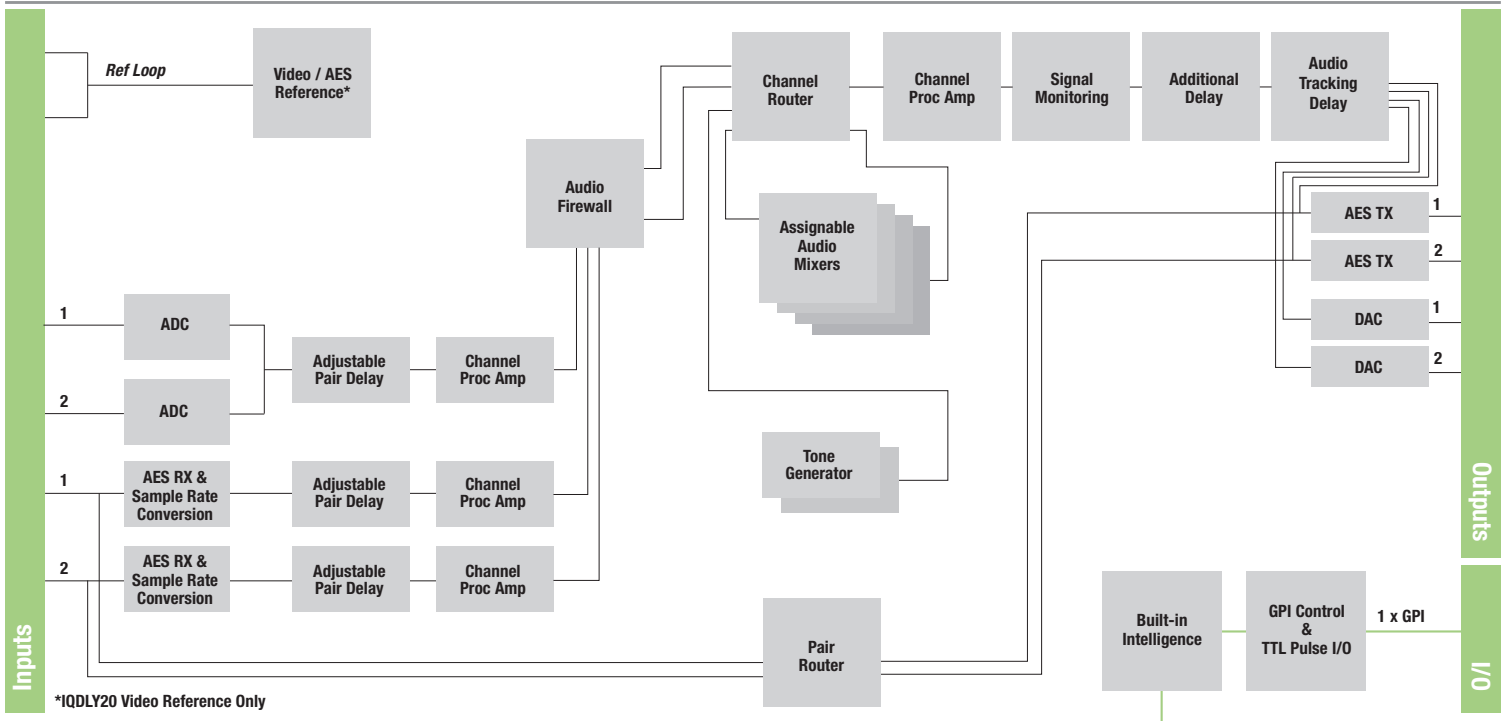 Ref Loop
Video / AES
Reference*
Channel
Router
Channel
Proc Amp
Signal
Monitoring
Additional
Delay
Audio
Tracking
Delay
Audio
Firewall
Assignable
Audio
Mixers
AES TX
1
AES TX
2
DAC
1
DAC
2
1
ADC
Adjustable
Pair Delay
Channel
Proc Amp
2
ADC
Tone
Generator
1
AES RX &
Sample Rate
Conversion
Adjustable
Pair Delay
Channel
Proc Amp
2
AES RX &
Sample Rate
Conversion
Adjustable
Pair Delay
Channel
Proc Amp
Pair
Router
Built-in
Intelligence
GPI Control
&
TTL Pulse I/O
1 x GPI
Inputs
Outputs
I/O
*IQDLY20 Video Reference Only